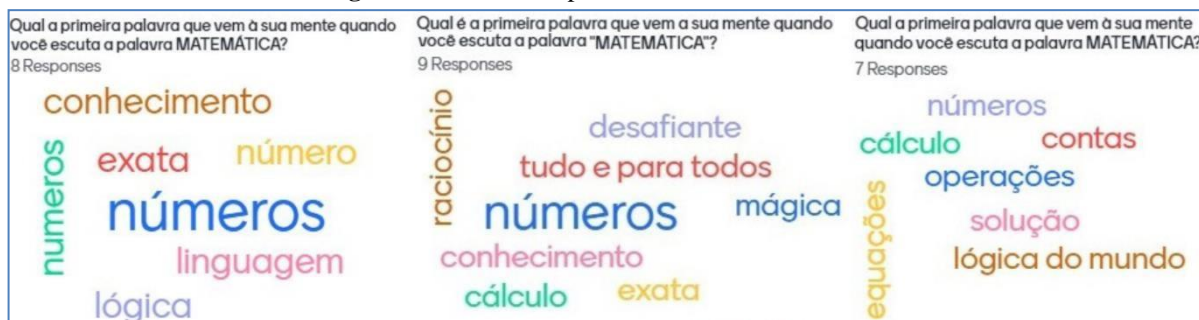 Qual a primeira palavra que vem à sua mente quando
você escuta a palavra MATEMÁTICA?
8 Responses
conhecimento
numeros
exata
número
números
linguagem
lógica
Qual é a primeira palavra que vem a sua mente quando
você escuta a palavra "MATEMÁTICA"?
9 Responses
raciocínio
desafiante
tudo e para todos
números
mágica
conhecimento
cálculo
exata
Qual a primeira palavra que vem à sua mente
quando você escuta a palavra MATEMÁTICA?
7 Responses
números
cálculo
contas
operações
equações
solução
lógica do mundo